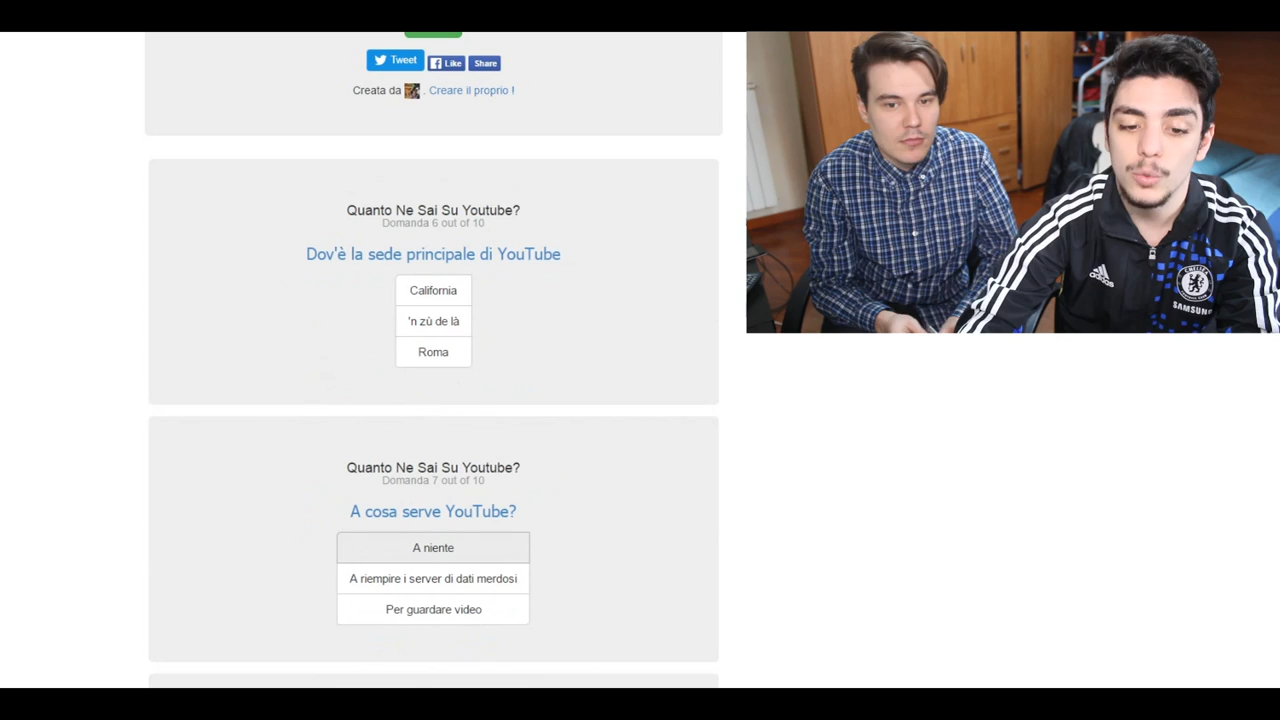 Tweet
Like
Share
Creata da . Creare il proprio !
Quanto Ne Sai Su Youtube?
Domanda 6 out of 10
Dov'è la sede principale di YouTube
California
'n zù de là
Roma
Quanto Ne Sai Su Youtube?
Domanda 7 out of 10
A cosa serve YouTube?
A niente
A riempire i server di dati merdosi
Per guardare video
adidas
CHELSEA
SAMSUNG